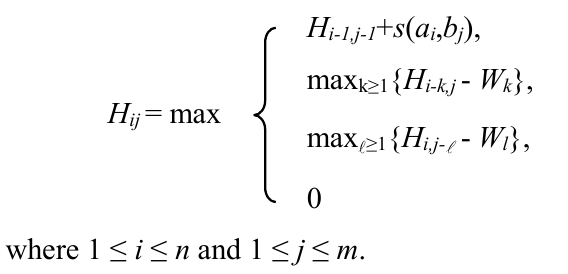 H_{i-1,j-1}+s(a_i,b_j),
max_{k≥1}{H_{i-k,j} - W_k},
H_{ij} = max
max_{ℓ≥1}{H_{i,j-ℓ} - W_l},
0
where 1 ≤ i ≤ n and 1 ≤ j ≤ m.